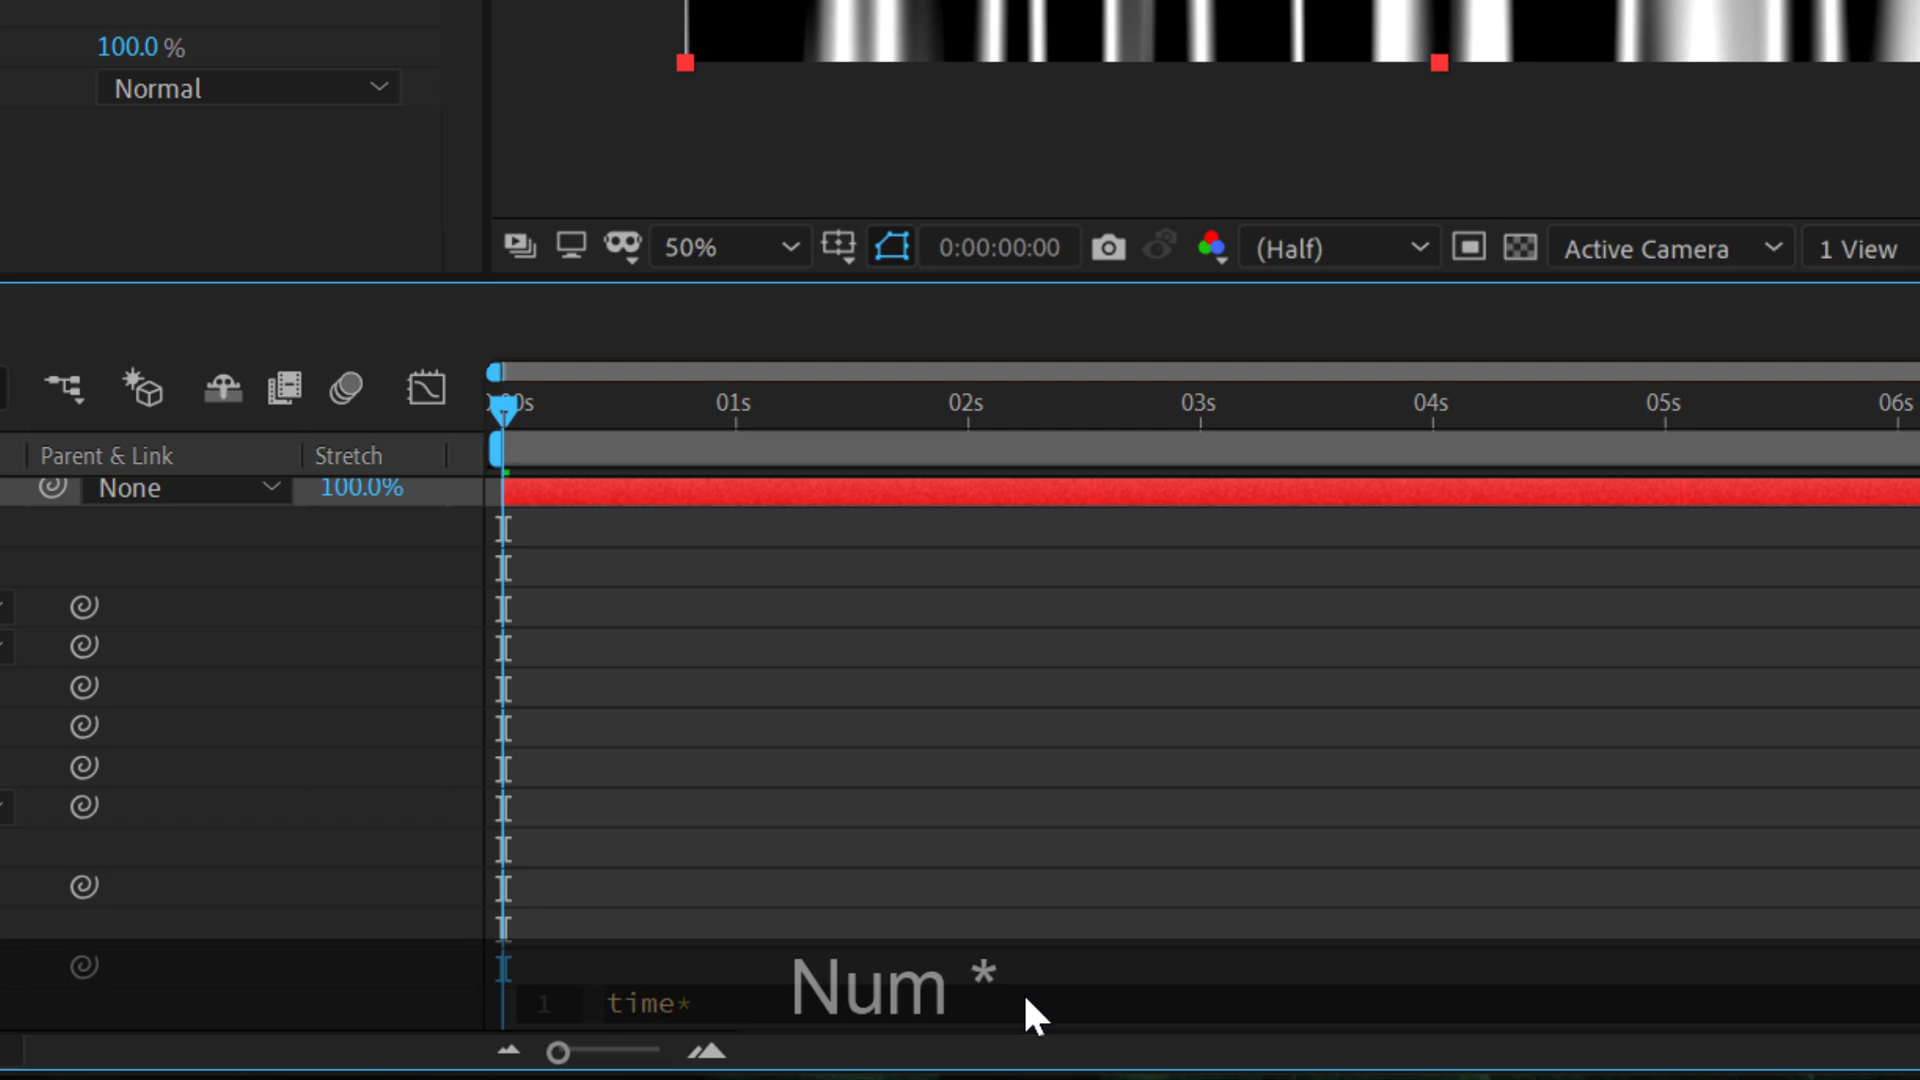 100.0 %
Normal
50%
0:00:00:00
(Half)
Active Camera
1 View
01s
02s
03s
04s
05s
06s
Parent & Link
Stretch
None
100.0%
Num *
1
time*